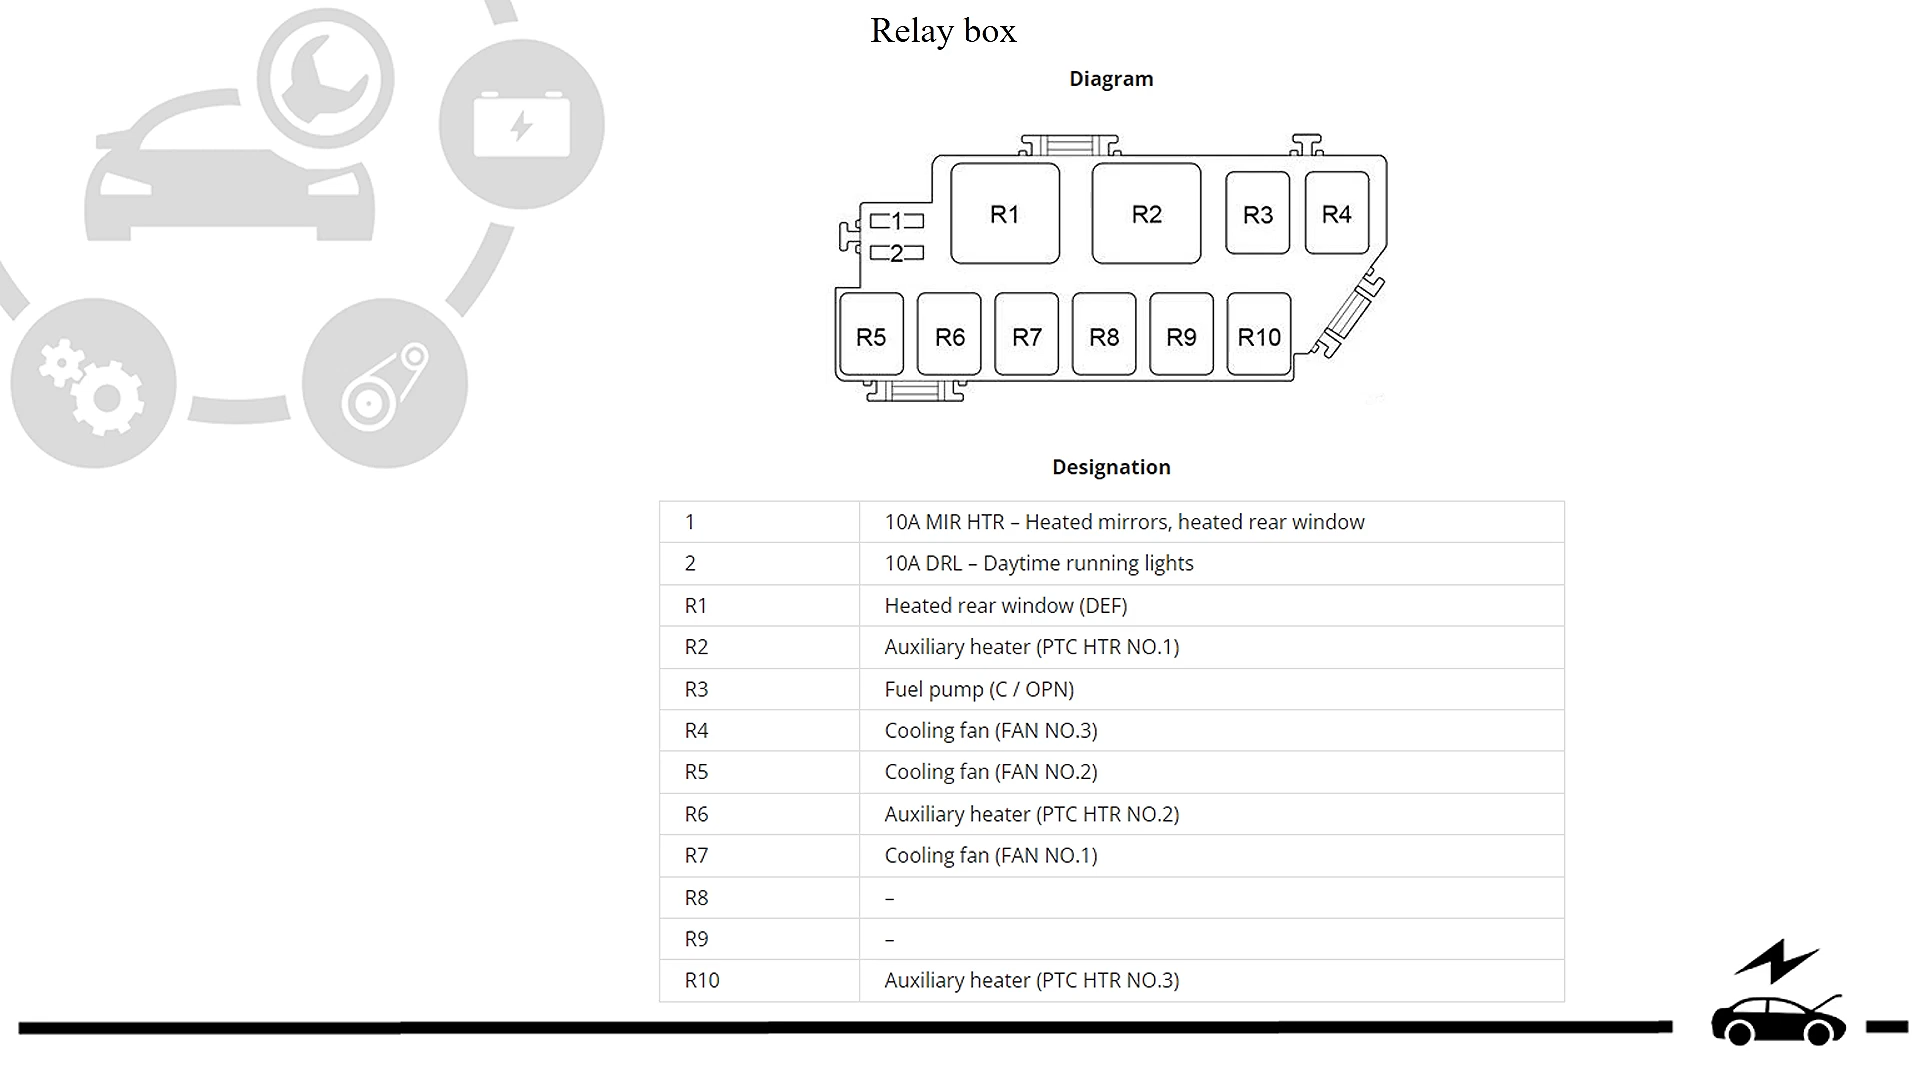 Relay box
Diagram
R1 R2 R3 R4
1
2
R5 R6 R7 R8 R9 R10
Designation
1 10A MIR HTR – Heated mirrors, heated rear window
2 10A DRL – Daytime running lights
R1 Heated rear window (DEF)
R2 Auxiliary heater (PTC HTR NO.1)
R3 Fuel pump (C / OPN)
R4 Cooling fan (FAN NO.3)
R5 Cooling fan (FAN NO.2)
R6 Auxiliary heater (PTC HTR NO.2)
R7 Cooling fan (FAN NO.1)
R8 –
R9 –
R10 Auxiliary heater (PTC HTR NO.3)